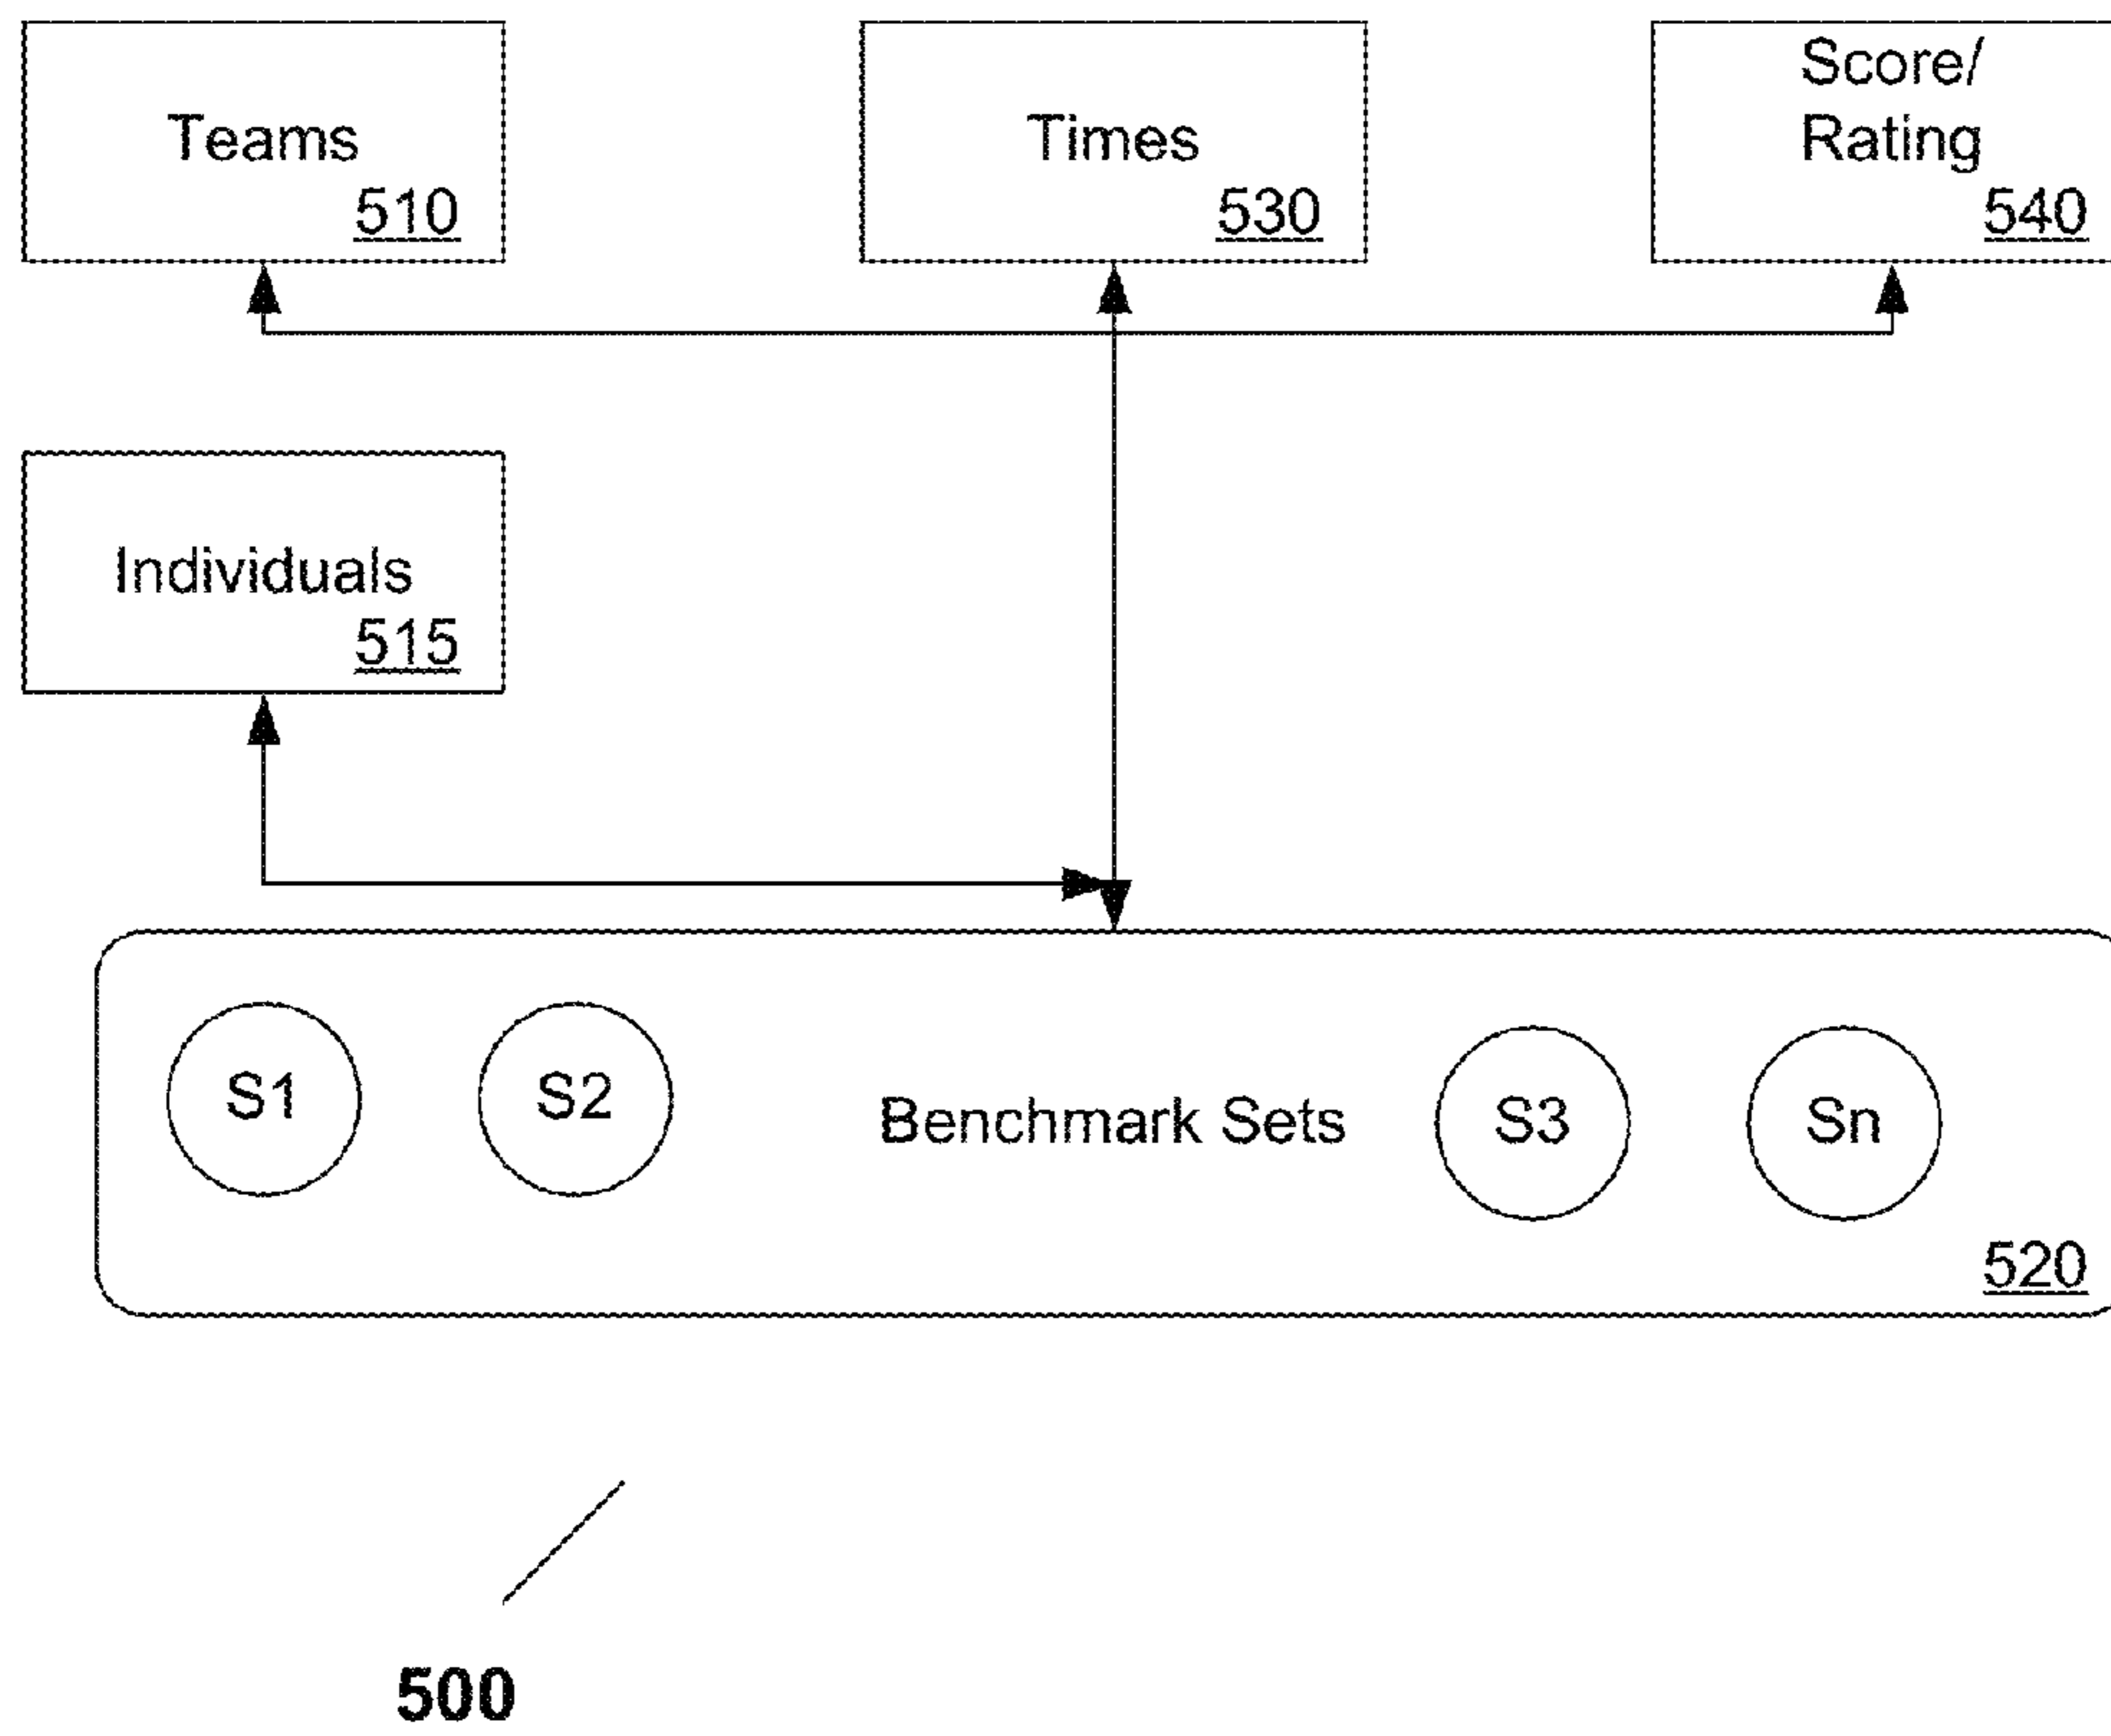 Teams
510
Times
530
Score/
Rating
540
Individuals
515
S1
S2
Benchmark Sets
S3
Sn
520
500